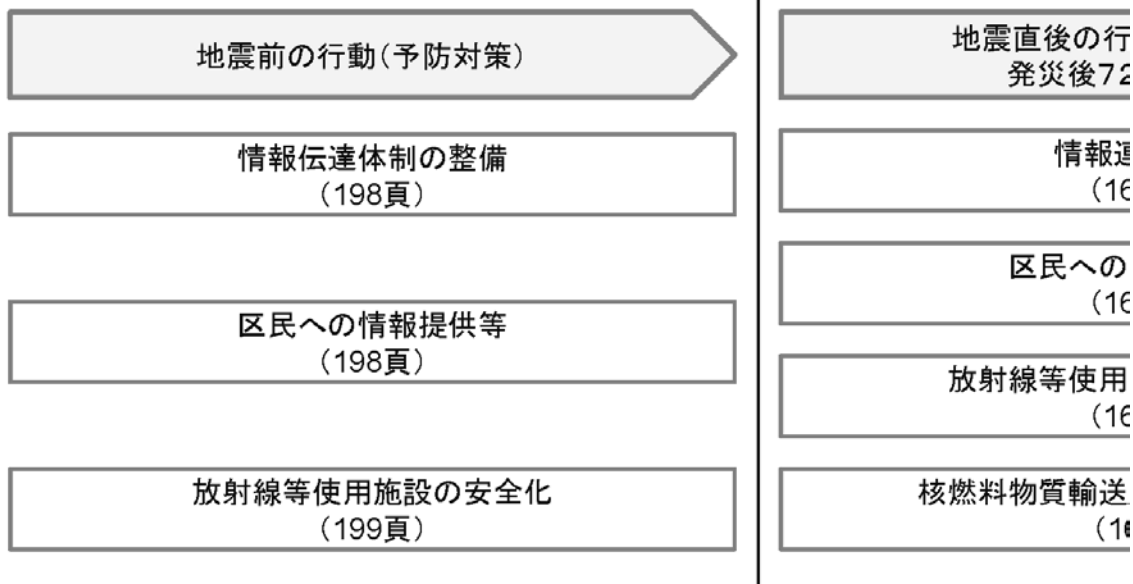 地震前の行動(予防対策)
情報伝達体制の整備
(198頁)
区民への情報提供等
(198頁)
放射線等使用施設の安全化
(199頁)
地震直後の行
発災後72
情報連
(16
区民への
(16
放射線等使用
(16
核燃料物質輸送
(1